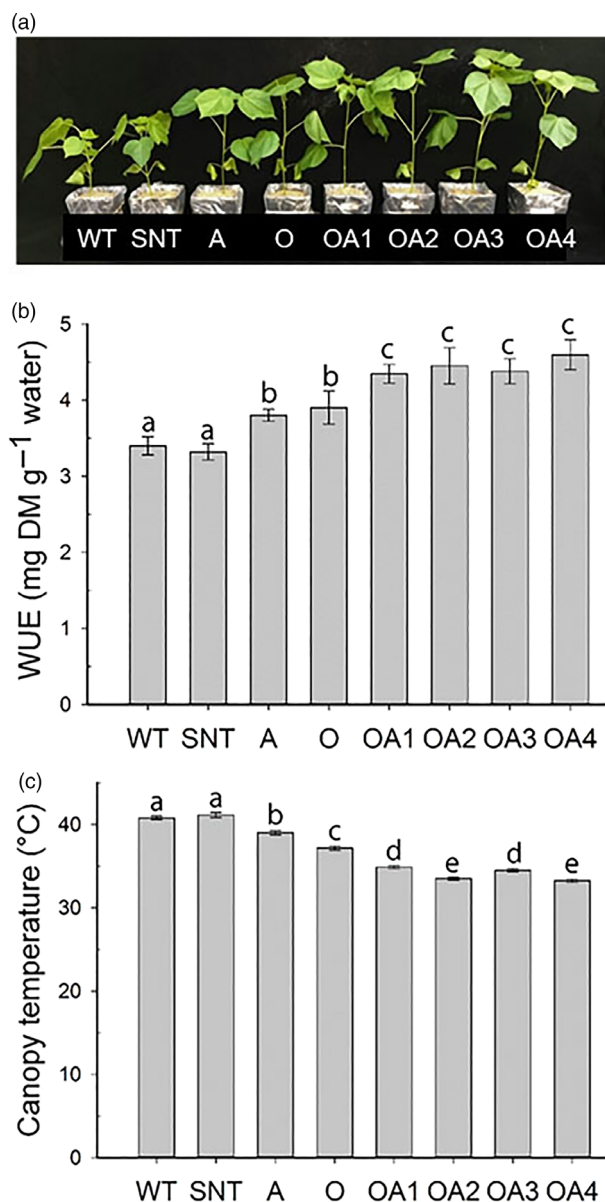 (a)
WT SNT A O OA1 OA2 OA3 OA4
(b)
WUE (mg DM g⁻¹ water)
5
4
3
2
1
0
a a b b c c c c
WT SNT A O OA1 OA2 OA3 OA4
(c)
Canopy temperature (°C)
40
30
20
10
0
a a b c d e d e
WT SNT A O OA1 OA2 OA3 OA4